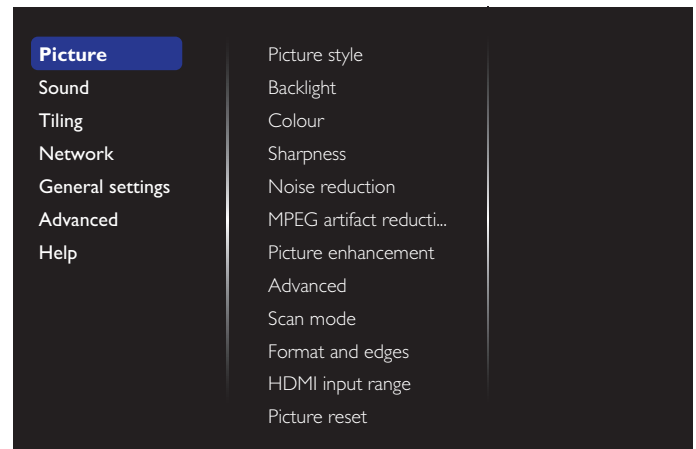 Picture
Sound
Tiling
Network
General settings
Advanced
Help
Picture style
Backlight
Colour
Sharpness
Noise reduction
MPEG artifact reducti...
Picture enhancement
Advanced
Scan mode
Format and edges
HDMI input range
Picture reset